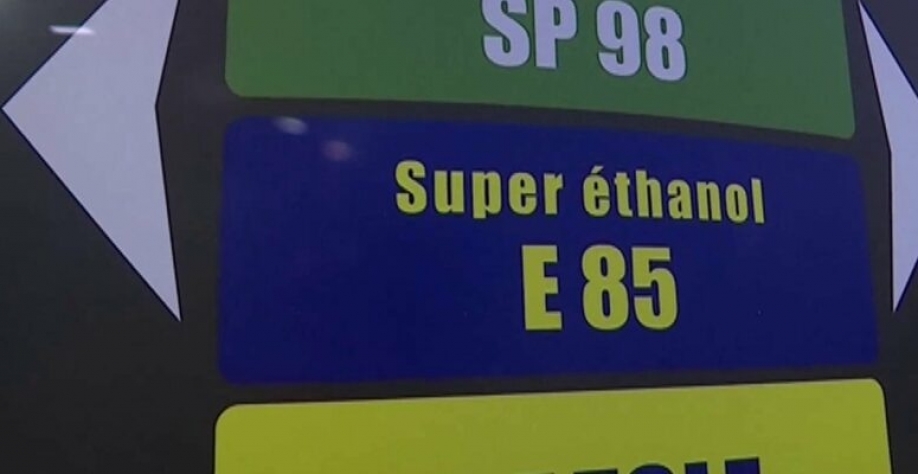 SP 98
Super éthanol
E 85